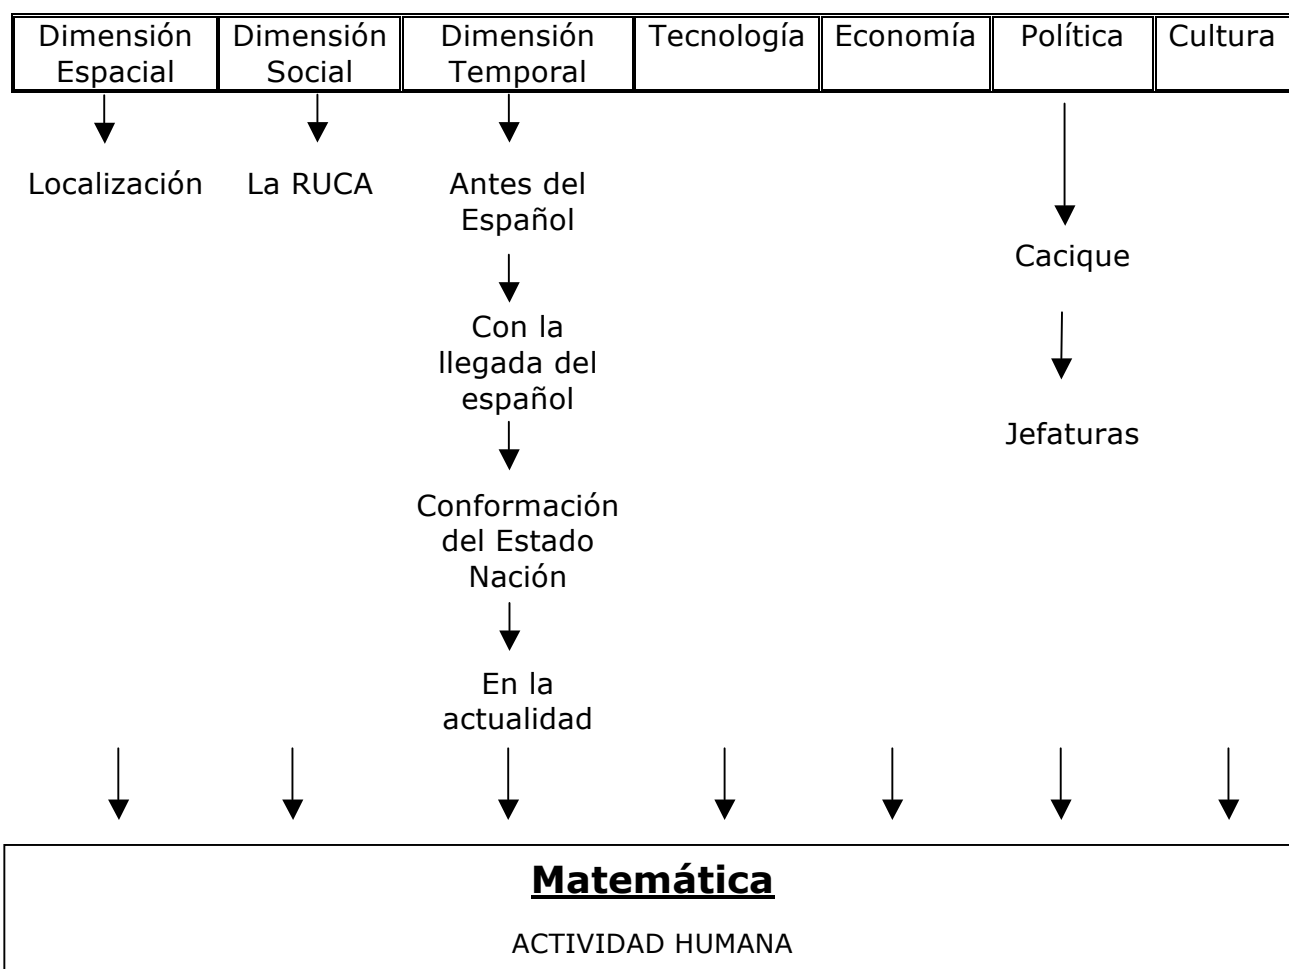 Dimensión Espacial
Dimensión Social
Dimensión Temporal
Tecnología
Economía
Política
Cultura
Localización
La RUCA
Antes del
Español
Cacique
Con la
llegada del
español
Jefaturas
Conformación
del Estado
Nación
En la
actualidad
Matemática
ACTIVIDAD HUMANA